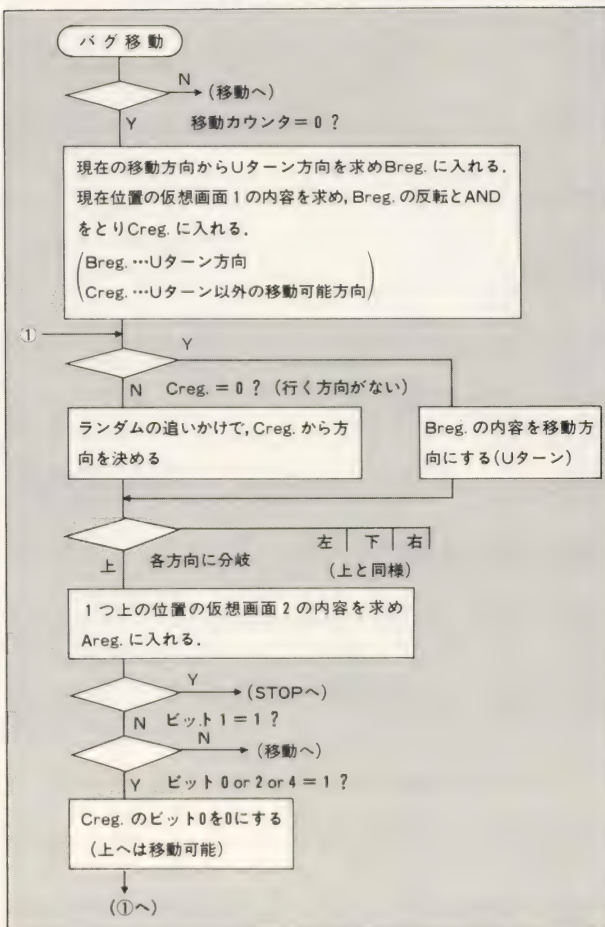 バグ移動
N
(移動へ)
Y
移動カウンタ=0?
現在の移動方向からUターン方向を求めBreg.に入れる.
現在位置の仮想画面1の内容を求め,Breg.の反転とAND
をとりCreg.に入れる.
Breg.…Uターン方向
Creg.…Uターン以外の移動可能方向
①
Y
N
Creg.=0?(行く方向がない)
ランダムの追いかけで,Creg.から方
向を決める
Breg.の内容を移動方
向にする(Uターン)
上
各方向に分岐
左 下 右
(上と同様)
1つ上の位置の仮想画面2の内容を求め
Areg.に入れる.
Y
(STOPへ)
N
ビット1=1?
N
(移動へ)
Y
ビット0 or 2 or 4=1?
Creg.のビット0を0にする
(上へは移動可能)
(①へ)